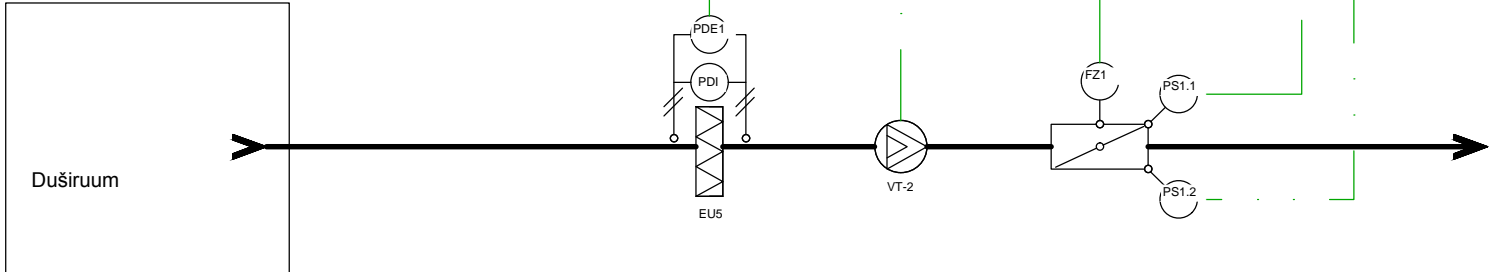 PDE1
PDI
FZ1
PS1.1
Duširuum
VT-2
PS1.2
EU5